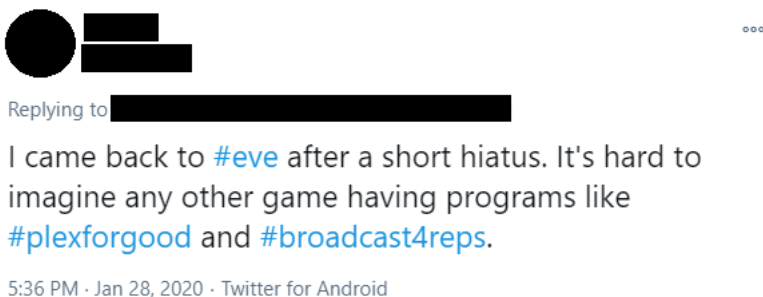 Replying to
I came back to #eve after a short hiatus. It's hard to
imagine any other game having programs like
#plexforgood and #broadcast4reps.
5:36 PM · Jan 28, 2020 · Twitter for Android